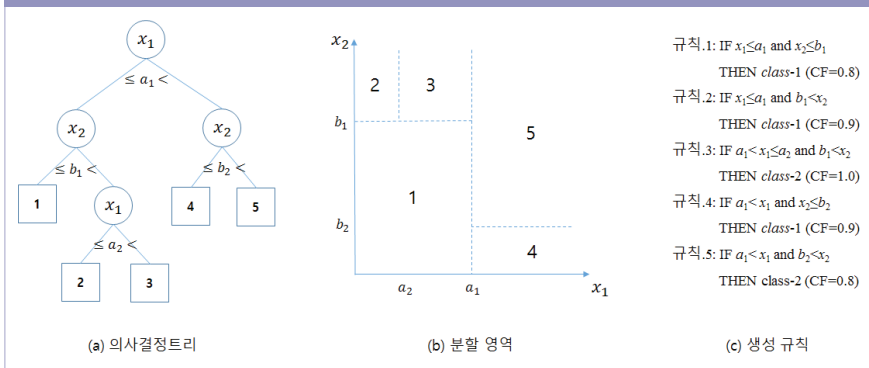 x₁
≤ a₁ <
x₂
x₂
≤ b₁ <
≤ b₂ <
1
x₁
4
5
≤ a₂ <
2
3
(a) 의사결정트리
x₂
2
3
b₁
5
1
b₂
4
a₂
a₁
x₁
(b) 분할 영역
규칙.1: IF x₁≤a₁ and x₂≤b₁
THEN class-1 (CF=0.8)
규칙.2: IF x₁≤a₁ and b₁<x₂
THEN class-1 (CF=0.9)
규칙.3: IF a₁< x₁≤a₂ and b₁<x₂
THEN class-2 (CF=1.0)
규칙.4: IF a₁< x₁ and x₂≤b₂
THEN class-1 (CF=0.9)
규칙.5: IF a₁< x₁ and b₂<x₂
THEN class-2 (CF=0.8)
(c) 생성 규칙